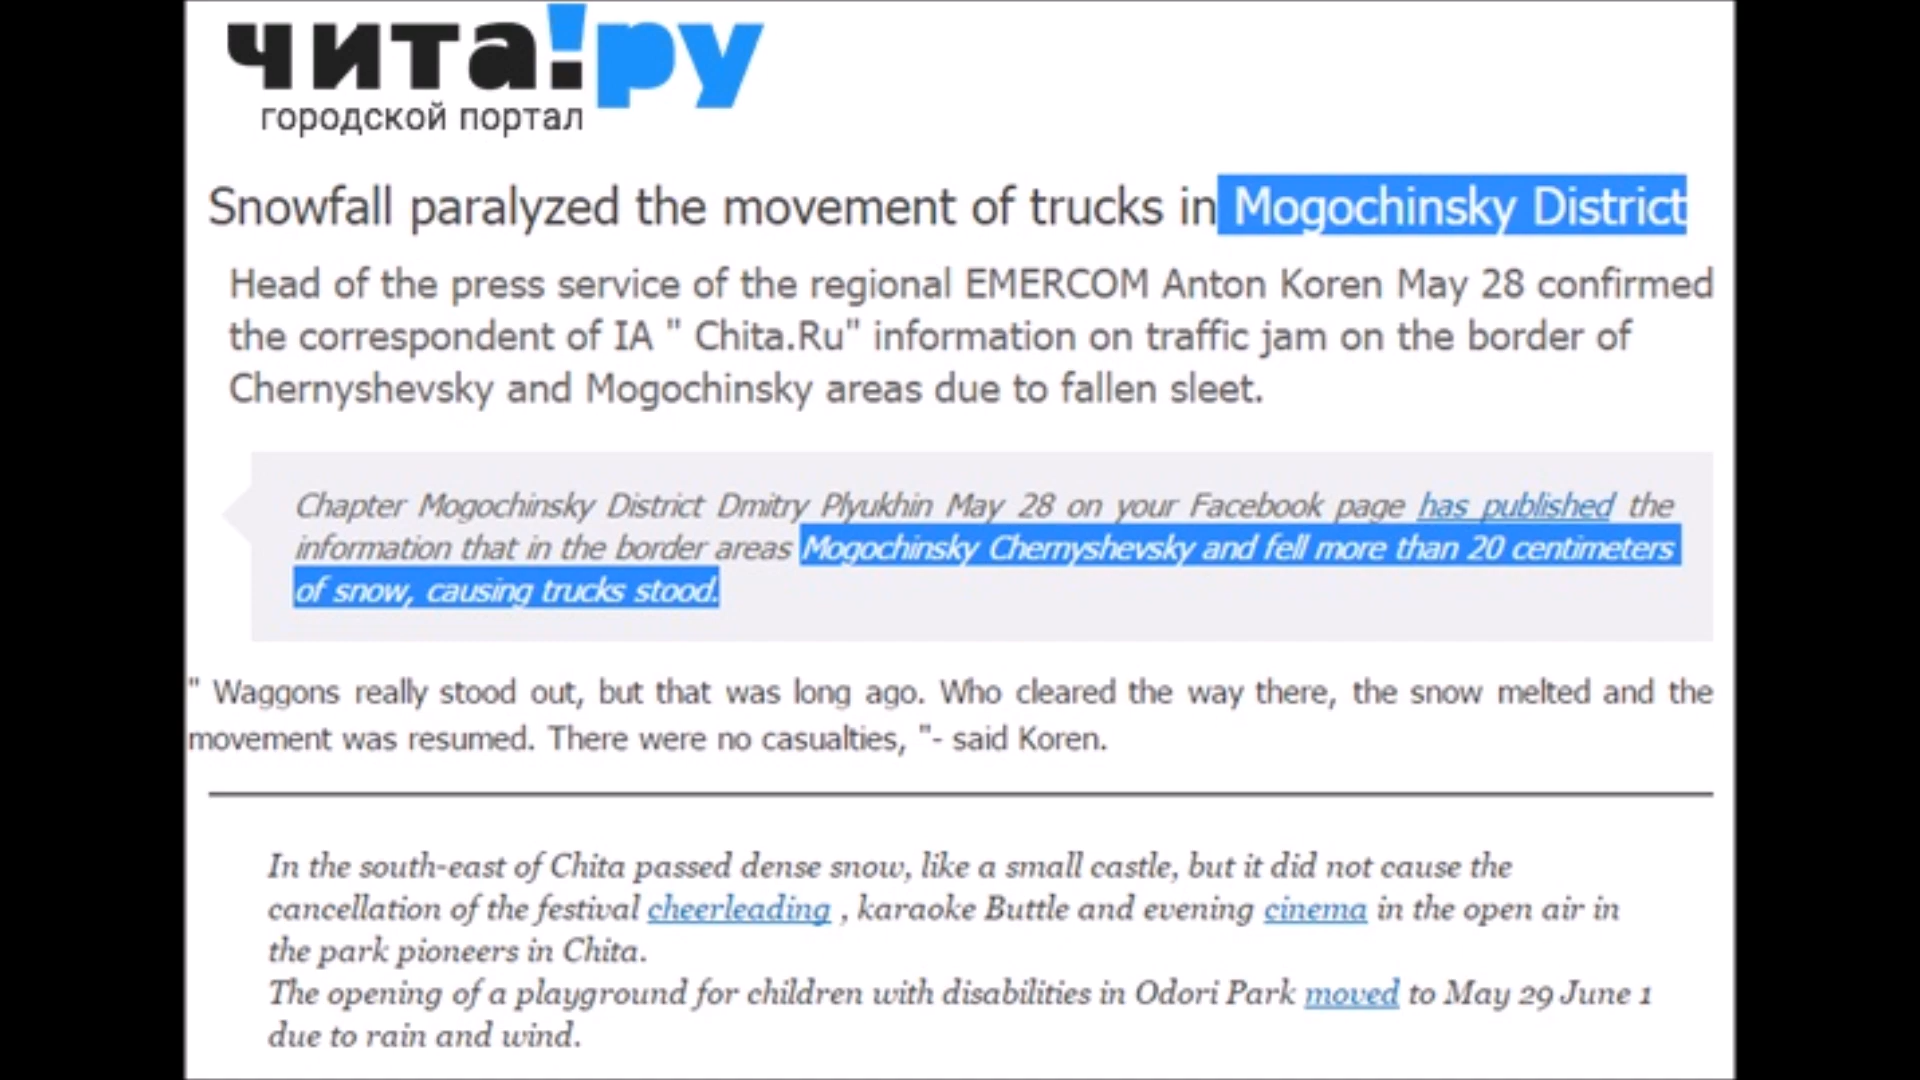 чита!ру
городской портал
Snowfall paralyzed the movement of trucks in Mogochinsky District
Head of the press service of the regional EMERCOM Anton Koren May 28 confirmed
the correspondent of IA " Chita.Ru" information on traffic jam on the border of
Chernyshevsky and Mogochinsky areas due to fallen sleet.
Chapter Mogochinsky District Dmitry Plyukhin May 28 on your Facebook page has published the
information that in the border areas Mogochinsky Chernyshevsky and fell more than 20 centimeters
of snow, causing trucks stood.
" Waggons really stood out, but that was long ago. Who cleared the way there, the snow melted and the
movement was resumed. There were no casualties, "- said Koren.
In the south-east of Chita passed dense snow, like a small castle, but it did not cause the
cancellation of the festival cheerleading , karaoke Buttle and evening cinema in the open air in
the park pioneers in Chita.
The opening of a playground for children with disabilities in Odori Park moved to May 29 June 1
due to rain and wind.